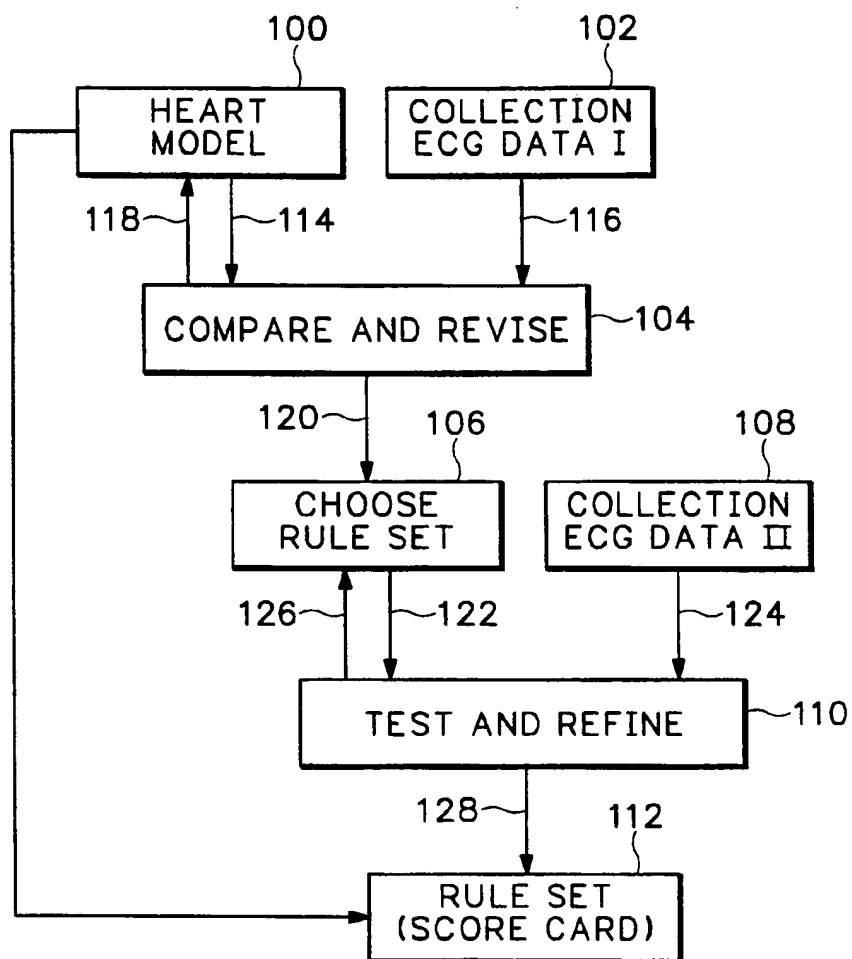 100
102
HEART
MODEL
COLLECTION
ECG DATA I
118
114
116
COMPARE AND REVISE
104
120
106
108
CHOOSE
RULE SET
COLLECTION
ECG DATA II
126
122
124
TEST AND REFINE
110
128
112
RULE SET
(SCORE CARD)